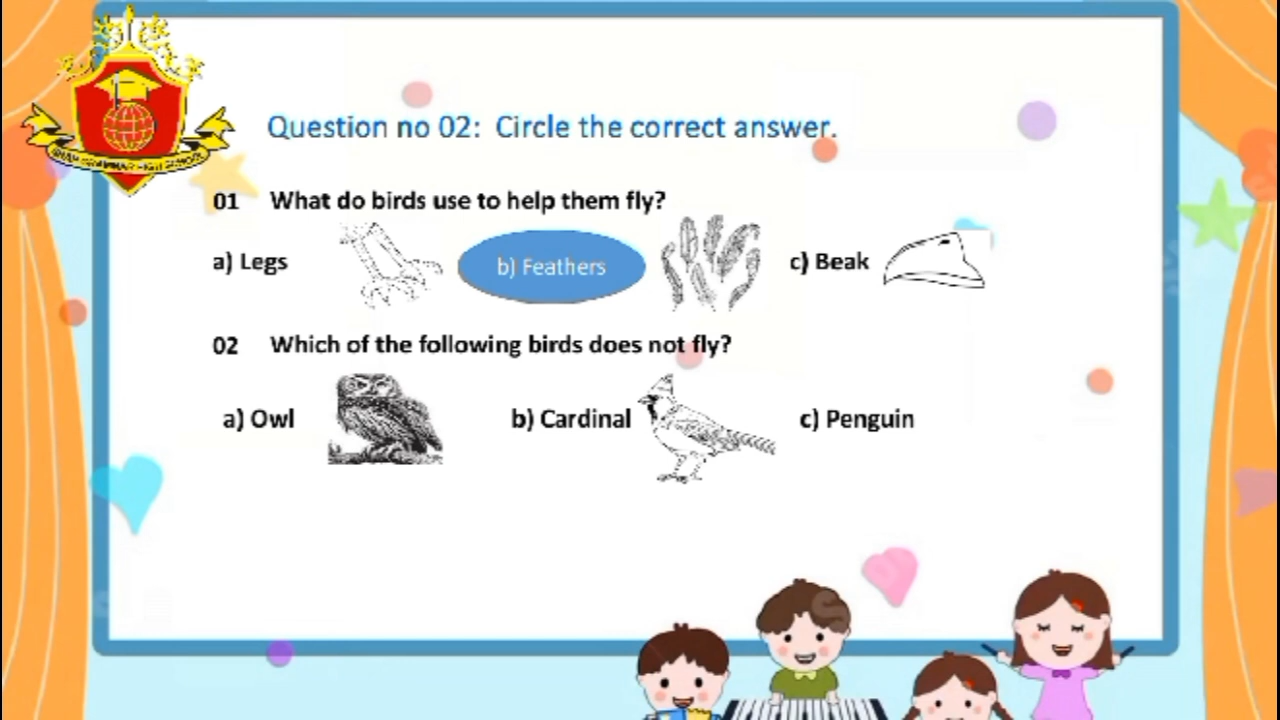 Question no 02: Circle the correct answer.
01 What do birds use to help them fly?
a) Legs b) Feathers c) Beak
02 Which of the following birds does not fly?
a) Owl b) Cardinal c) Penguin